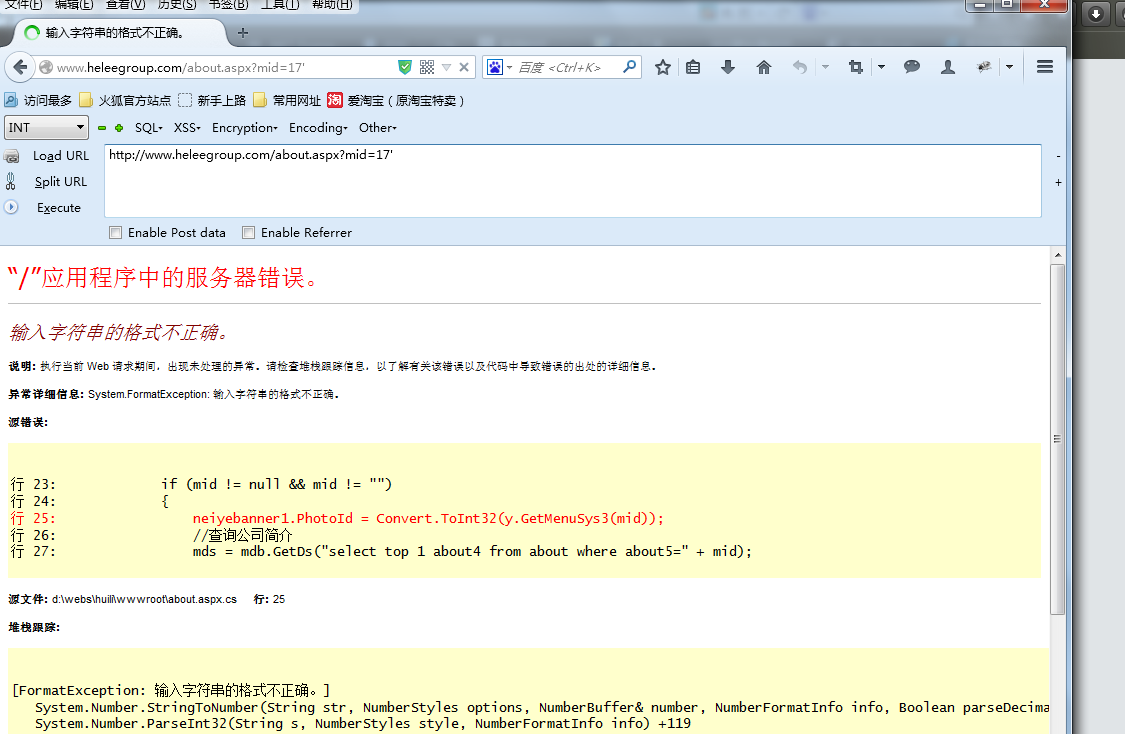 文件(F) 编辑(E) 查看(V) 历史(S) 书签(B) 工具(T) 帮助(H)
输入字符串的格式不正确。
www.heleegroup.com/about.aspx?mid=17'
百度 <Ctrl+K>
访问最多 火狐官方站点 新手上路 常用网址 淘 爱淘宝（原淘宝特卖）
INT SQL XSS Encryption Encoding Other
Load URL http://www.heleegroup.com/about.aspx?mid=17' -
Split URL +
Execute
Enable Post data Enable Referrer
“/”应用程序中的服务器错误。
输入字符串的格式不正确。
说明: 执行当前 Web 请求期间，出现未处理的异常。请检查堆栈跟踪信息，以了解有关该错误以及代码中导致错误的出处的详细信息。
异常详细信息: System.FormatException: 输入字符串的格式不正确。
源错误:
行 23: if (mid != null && mid != "")
行 24: {
行 25: neiyebanner1.PhotoId = Convert.ToInt32(y.GetMenuSys3(mid));
行 26: //查询公司简介
行 27: mds = mdb.GetDs("select top 1 about4 from about where about5=" + mid);
源文件: d:\webs\huili\wwwroot\about.aspx.cs 行: 25
堆栈跟踪:
[FormatException: 输入字符串的格式不正确。]
System.Number.StringToNumber(String str, NumberStyles options, NumberBuffer& number, NumberFormatInfo info, Boolean parseDecima
System.Number.ParseInt32(String s, NumberStyles style, NumberFormatInfo info) +119